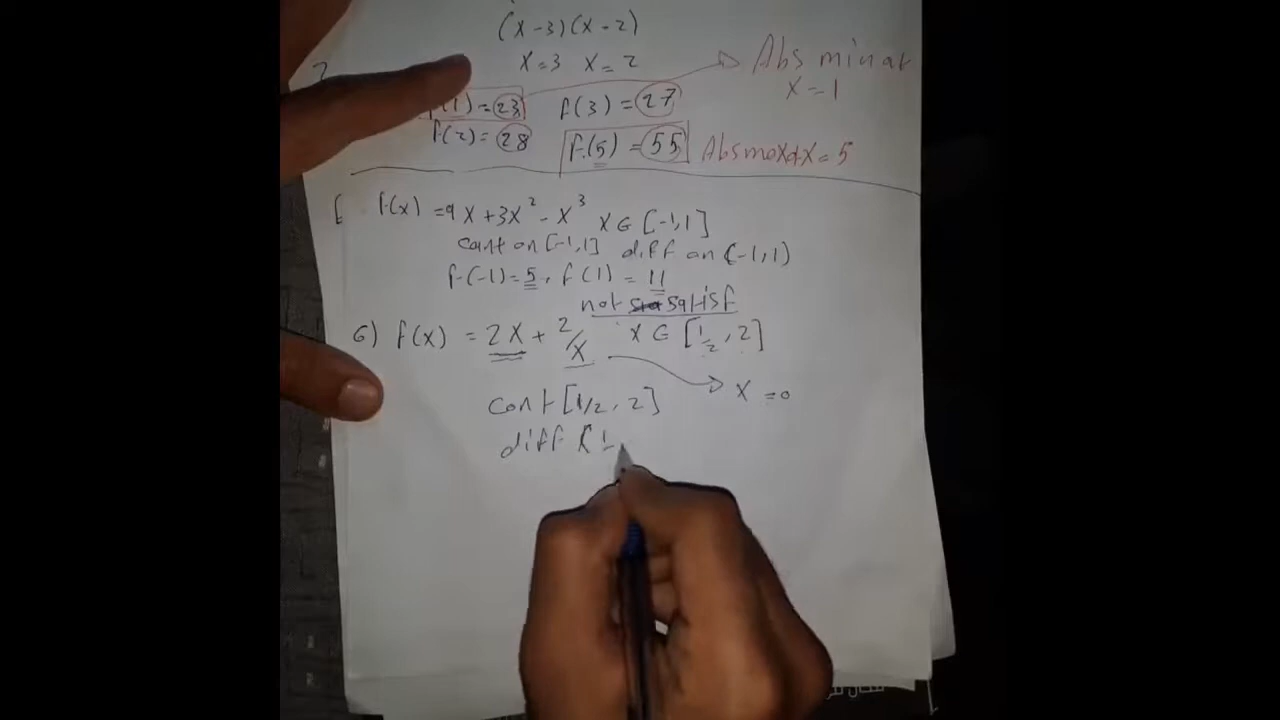 (x-3)(x-2)
x=3 x=2
Abs min at
x=1
f(1)=23 f(3)=27
f(2)=28 f(5)=55 Abs max at x=5
f(x)=9x+3x²-x³ x∈[-1,1]
cont on [-1,1] diff on (-1,1)
f(-1)=5, f(1)=11
not satisf
6) f(x) = 2x + 2/x x∈[1/2, 2]
cont [1/2, 2] x=0
diff (1